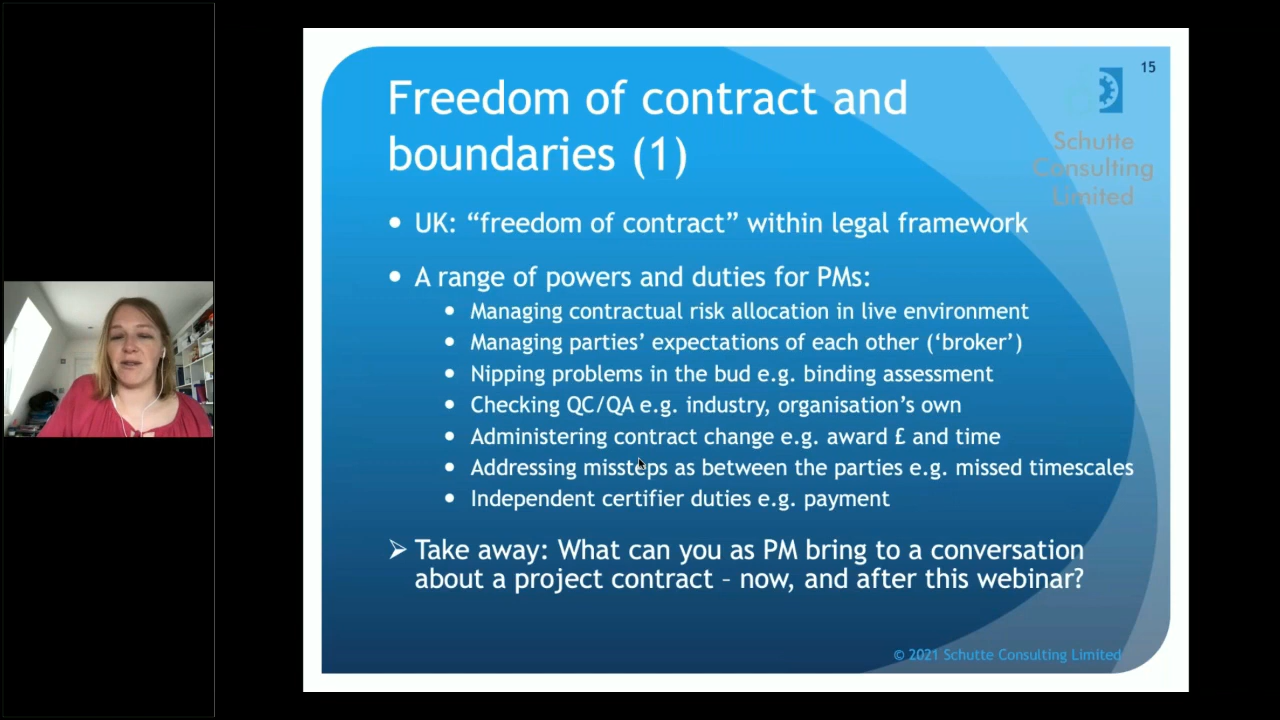 15
Freedom of contract and
boundaries (1)
Schutte
Consulting
Limited
• UK: “freedom of contract” within legal framework
• A range of powers and duties for PMs:
• Managing contractual risk allocation in live environment
• Managing parties’ expectations of each other (‘broker’)
• Nipping problems in the bud e.g. binding assessment
• Checking QC/QA e.g. industry, organisation’s own
• Administering contract change e.g. award £ and time
• Addressing missteps as between the parties e.g. missed timescales
• Independent certifier duties e.g. payment
➢ Take away: What can you as PM bring to a conversation
about a project contract – now, and after this webinar?
© 2021 Schutte Consulting Limited